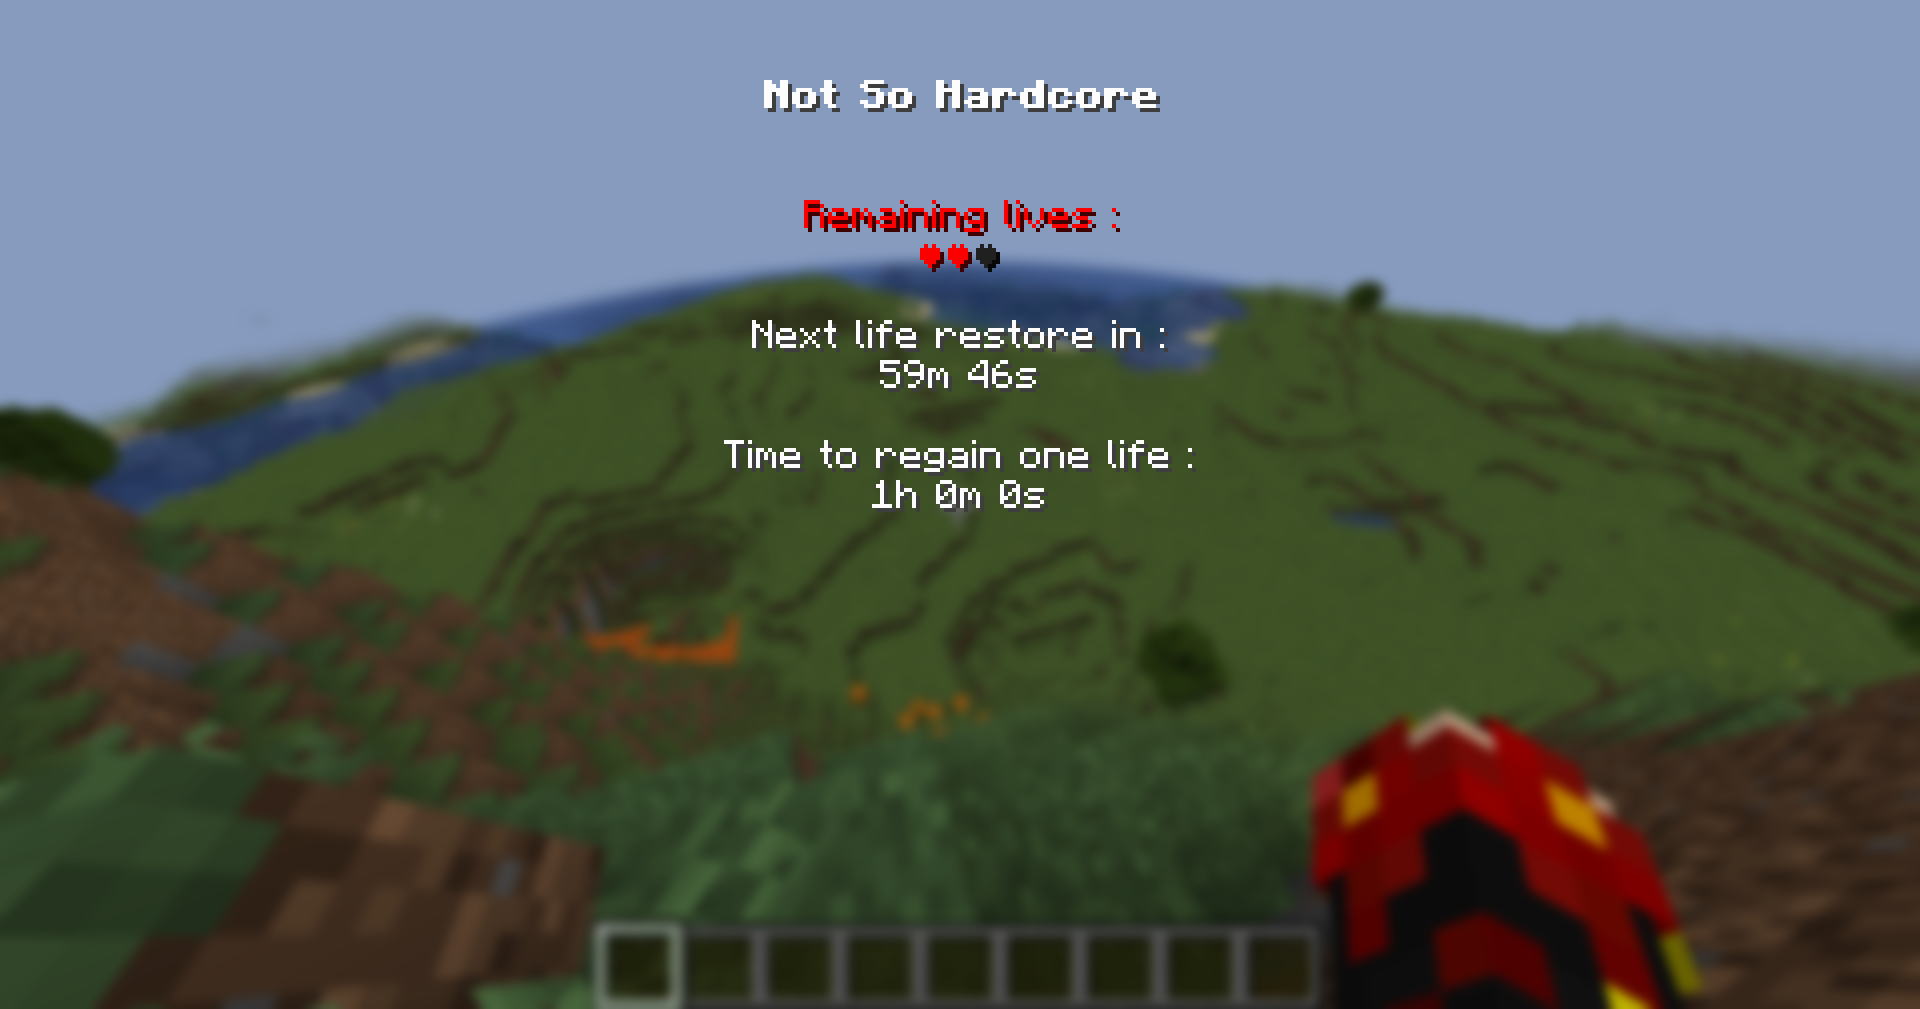 Not So Hardcore
Remaining lives :
Next life restore in :
59m 46s
Time to regain one life :
1h 0m 0s